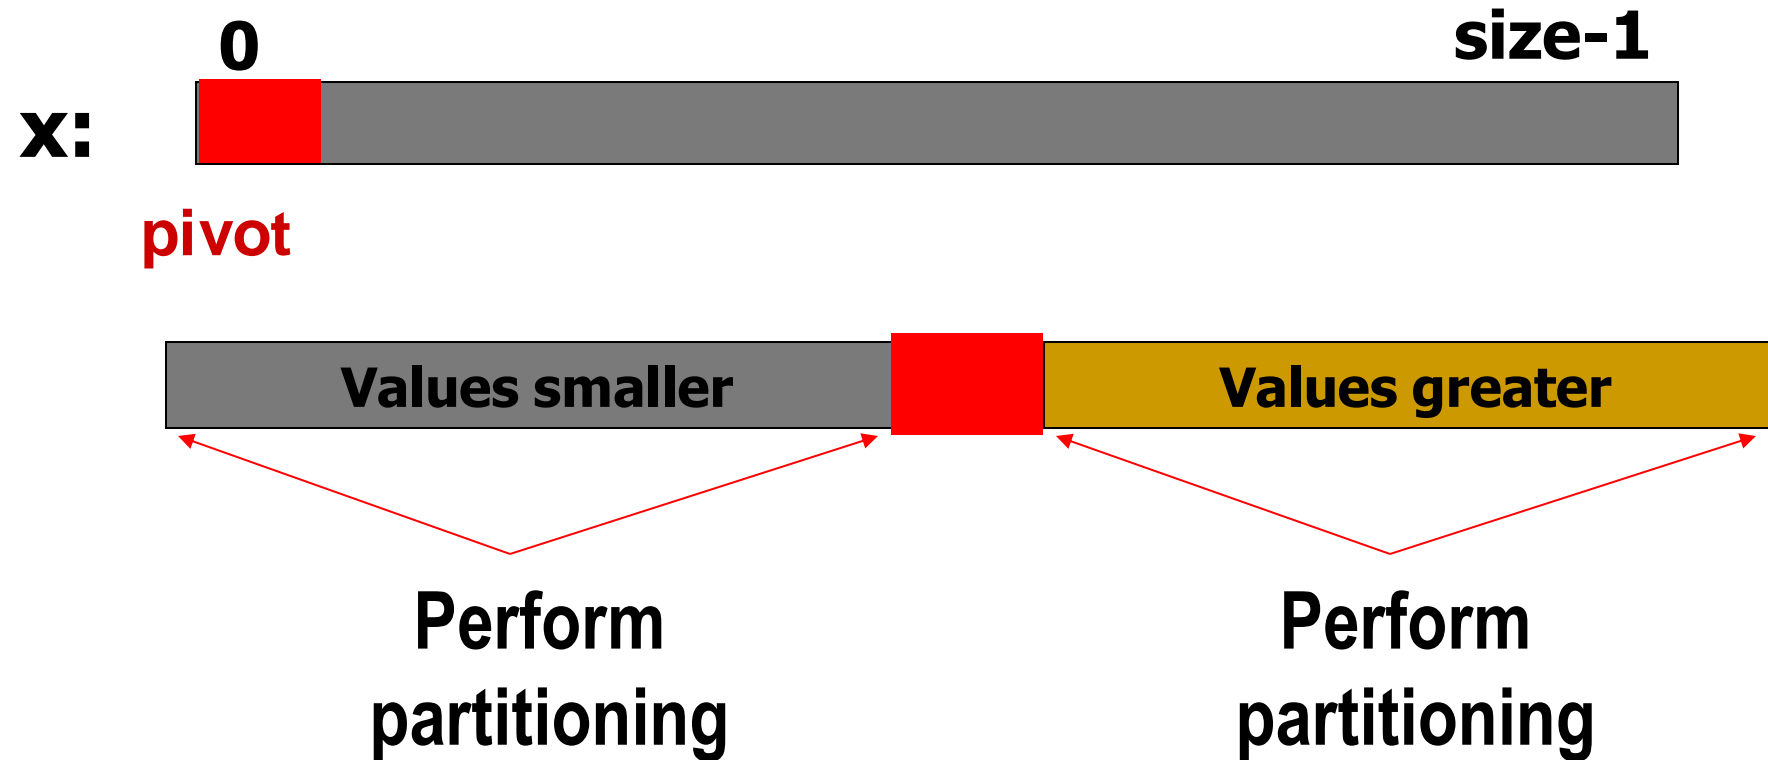 0 size-1
x:
pivot
Values smaller Values greater
Perform Perform
partitioning partitioning